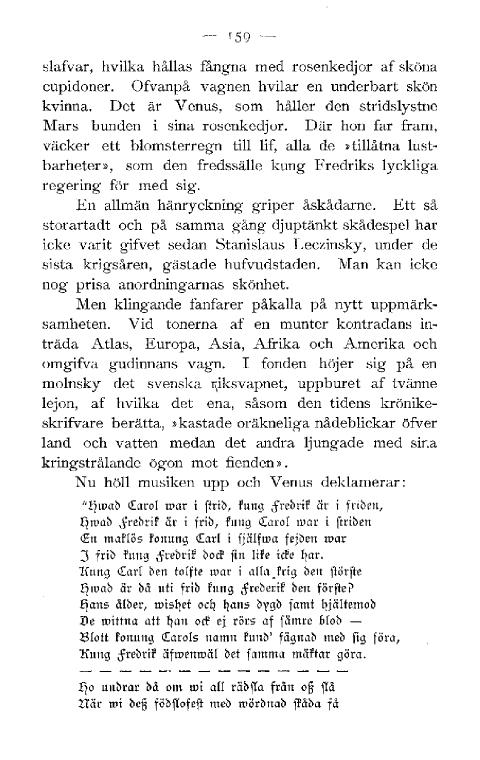 — 159 —
slafvar, hvilka hållas fångna med rosenkedjor af sköna
cupidoner. Ofvanpå vagnen hvilar en underbart skön
kvinna. Det är Venus, som håller den stridslystne
Mars bunden i sina rosenkedjor. Där hon far fram,
väcker ett blomsterregn till lif, alla de »tillåtna lust-
barheter», som den fredssälle kung Fredriks lyckliga
regering för med sig.
En allmän hänryckning griper åskådarne. Ett så
storartadt och på samma gång djuptänkt skådespel har
icke varit gifvet sedan Stanislaus Leczinsky, under de
sista krigsåren, gästade hufvudstaden. Man kan icke
nog prisa anordningarnas skönhet.
Men klingande fanfarer påkalla på nytt uppmärk-
samheten. Vid tonerna af en munter kontradans in-
träda Atlas, Europa, Asia, Afrika och Amerika och
omgifva gudinnans vagn. I fonden höjer sig på en
molnsky det svenska riksvapnet, uppburet af tvänne
lejon, af hvilka det ena, såsom den tidens krönike-
skrifvare berätta, »kastade oräkneliga nådeblickar öfver
land och vatten medan det andra ljungade med sina
kringstrålande ögon mot fienden».
Nu höll musiken upp och Venus deklamerar:
“Hwad Carol war i strid, kung Fredrik är i friden,
Hwad Fredrik är i frid, kung Carol war i striden
En maklös konung Carl i sjålfwa fejden war
I frid kung Fredrik dock sin like icke har.
Kung Carl den tolfte war i alla krig den störste
Hwad är då uti frid kung Frederik den förste?
Hans ålder, wishet och hans dygd samt hjältemod
De wittna att han ock ej rörs af sämre blod —
Blott konung Carols namn kund' fågnad med sig föra,
Kung Fredrik äfwenwäl det samma mäktar göra.
— — — — — — — — — — — — — —
Ho undrar då om wi all rädsla från oß slå
När wi deß födslofest med wördnad skåda få